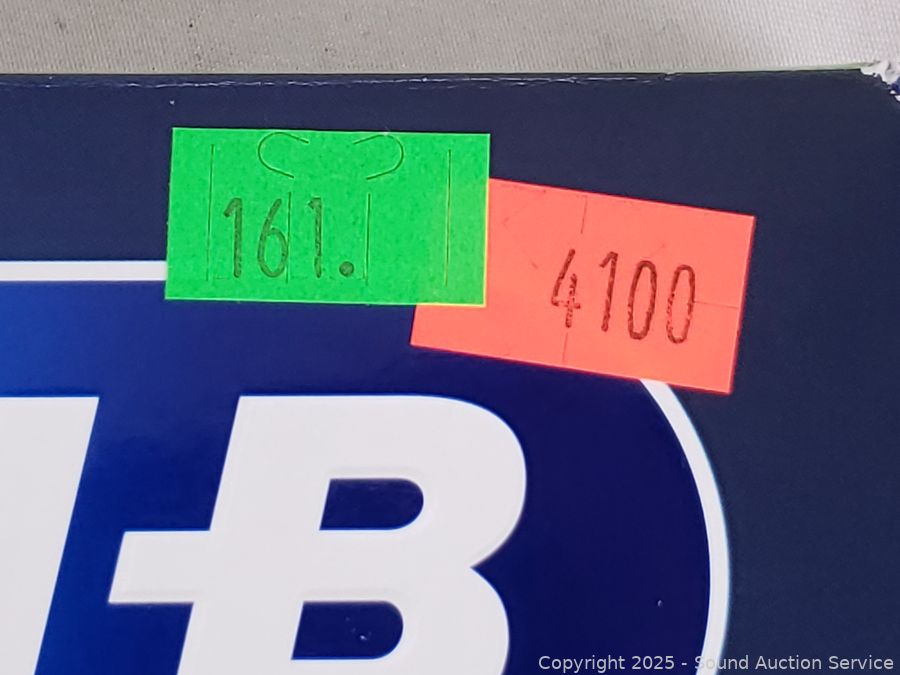 161.
4100
B
Copyright 2025 - Sound Auction Service